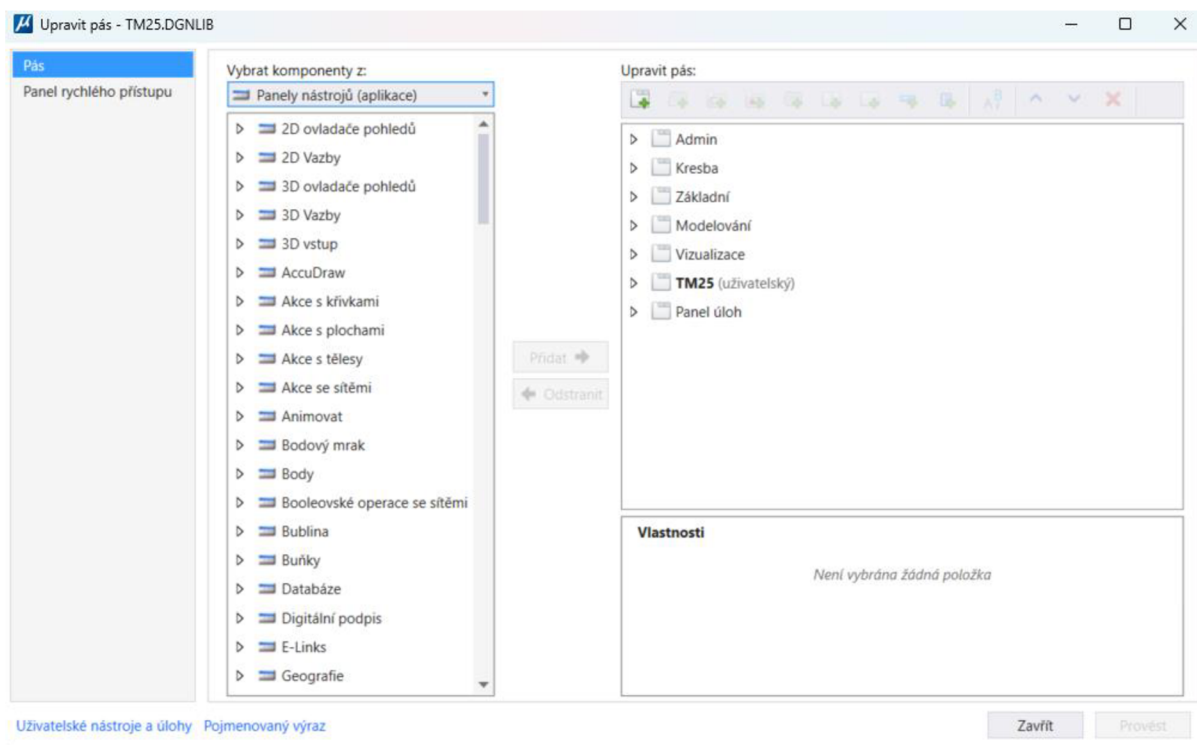 Upravit pás - TM25.DGNLIB
Pás
Panel rychlého přístupu
Vybrat komponenty z:
Panely nástrojů (aplikace)
2D ovladače pohledů
2D Vazby
3D ovladače pohledů
3D Vazby
3D vstup
AccuDraw
Akce s křivkami
Akce s plochami
Akce s tělesy
Akce se sítěmi
Animovat
Bodový mrak
Body
Booleovské operace se sítěmi
Bublina
Buňky
Databáze
Digitální podpis
E-Links
Geografie
Přidat
Odstranit
Upravit pás:
Admin
Kresba
Základní
Modelování
Vizualizace
TM25 (uživatelský)
Panel úloh
Vlastnosti
Není vybrána žádná položka
Uživatelské nástroje a úlohy Pojmenovaný výraz
Zavřít
Provést